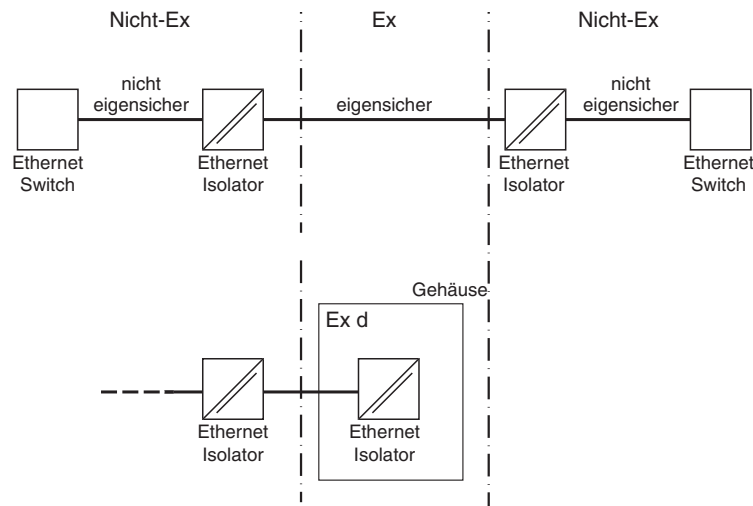 Nicht-Ex
Ex
Nicht-Ex
nicht
eigensicher
eigensicher
nicht
eigensicher
Ethernet
Switch
Ethernet
Isolator
Ethernet
Isolator
Ethernet
Switch
Gehäuse
Ex d
Ethernet
Isolator
Ethernet
Isolator